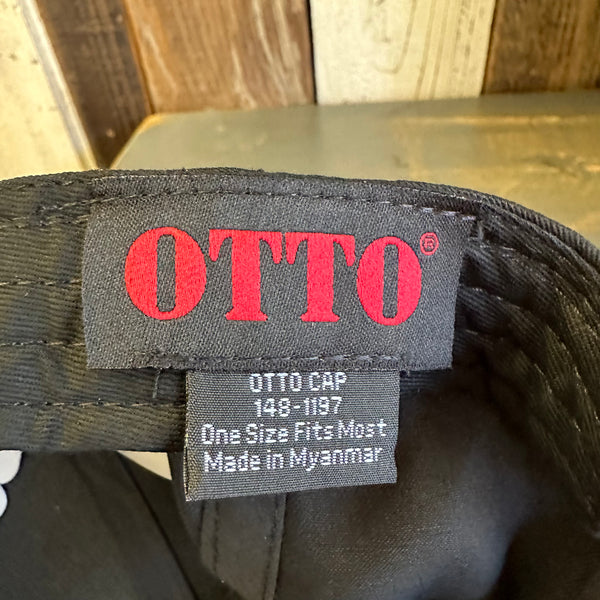 OTTO®
OTTO CAP
148-1197
One Size Fits Most
Made in Myanmar